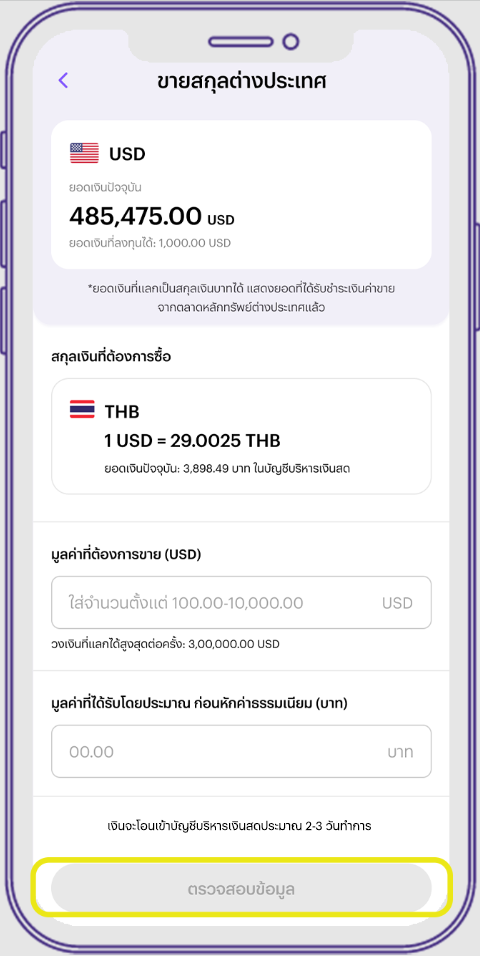 ขายสกุลต่างประเทศ
USD
ยอดเงินปัจจุบัน
485,475.00 USD
ยอดเงินที่ลงทุนได้: 1,000.00 USD
*ยอดเงินที่แลกเป็นสกุลเงินบาทได้ แสดงยอดที่ได้รับชำระเงินค่าขาย
จากตลาดหลักทรัพย์ต่างประเทศแล้ว
สกุลเงินที่ต้องการซื้อ
THB
1 USD = 29.0025 THB
ยอดเงินปัจจุบัน: 3,898.49 บาท ในบัญชีบริหารเงินสด
มูลค่าที่ต้องการขาย (USD)
ใส่จำนวนตั้งแต่ 100.00-10,000.00 USD
วงเงินที่แลกได้สูงสุดต่อครั้ง: 3,00,000.00 USD
มูลค่าที่ได้รับโดยประมาณ ก่อนหักค่าธรรมเนียม (บาท)
00.00 บาท
เงินจะโอนเข้าบัญชีบริหารเงินสดประมาณ 2-3 วันทำการ
ตรวจสอบข้อมูล